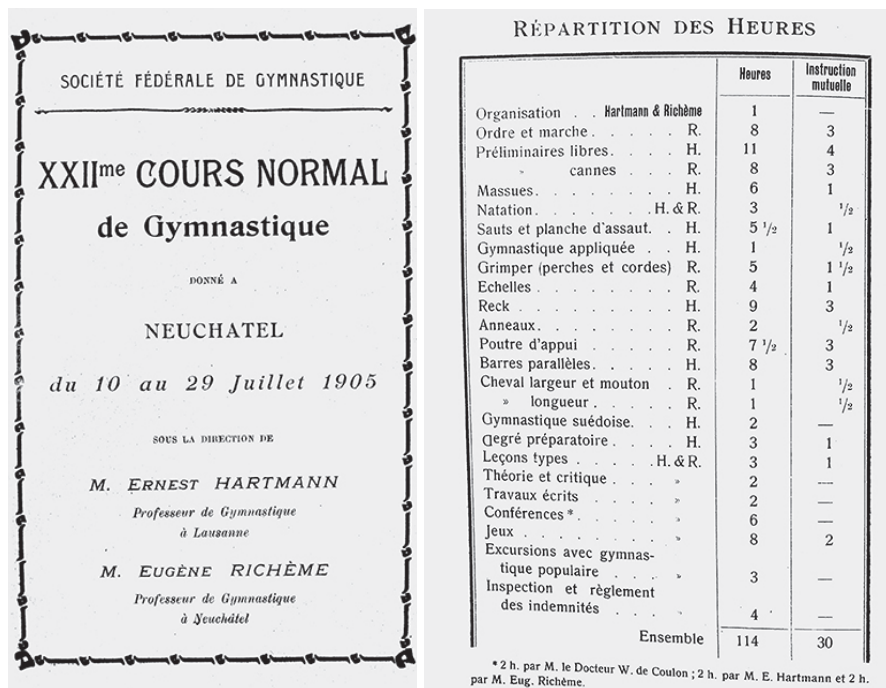 SOCIÉTÉ FÉDÉRALE DE GYMNASTIQUE
XXIIme COURS NORMAL
de Gymnastique
DONNÉ A
NEUCHATEL
du 10 au 29 Juillet 1905
SOUS LA DIRECTION DE
M. ERNEST HARTMANN
Professeur de Gymnastique
à Lausanne
M. EUGÈNE RICHÈME
Professeur de Gymnastique
à Neuchâtel
RÉPARTITION DES HEURES
Heures Instruction mutuelle
Organisation . . Hartmann & Richème 1 —
Ordre et marche . . . . . R. 8 3
Préliminaires libres. . . . H. 11 4
» cannes . . R. 8 3
Massues. . . . . . . . H. 6 1
Natation. . . . . . . H. & R. 3 1/2
Sauts et planche d'assaut. . H. 5 1/2 1
Gymnastique appliquée . . H. 1 1/2
Grimper (perches et cordes) R. 5 1 1/2
Echelles . . . . . . . . R. 4 1
Reck . . . . . . . . . H. 9 3
Anneaux. . . . . . . . R. 2 1/2
Poutre d'appui . . . . . R. 7 1/2 3
Barres parallèles. . . . . H. 8 3
Cheval largeur et mouton . R. 1 1/2
» longueur . . . . . R. 1 1/2
Gymnastique suédoise. . . H. 2 —
Degré préparatoire . . . . H. 3 1
Leçons types . . . . . H. & R. 3 1
Théorie et critique . . . » 2 —
Travaux écrits . . . . » 2 —
Conférences * . . . . . » 6 —
Jeux . . . . . . . . » 8 2
Excursions avec gymnas-
tique populaire . . . » 3 —
Inspection et règlement
des indemnités . . . » 4 —
Ensemble 114 30
* 2 h. par M. le Docteur W. de Coulon ; 2 h. par M. E. Hartmann et 2 h.
par M. Eug. Richème.